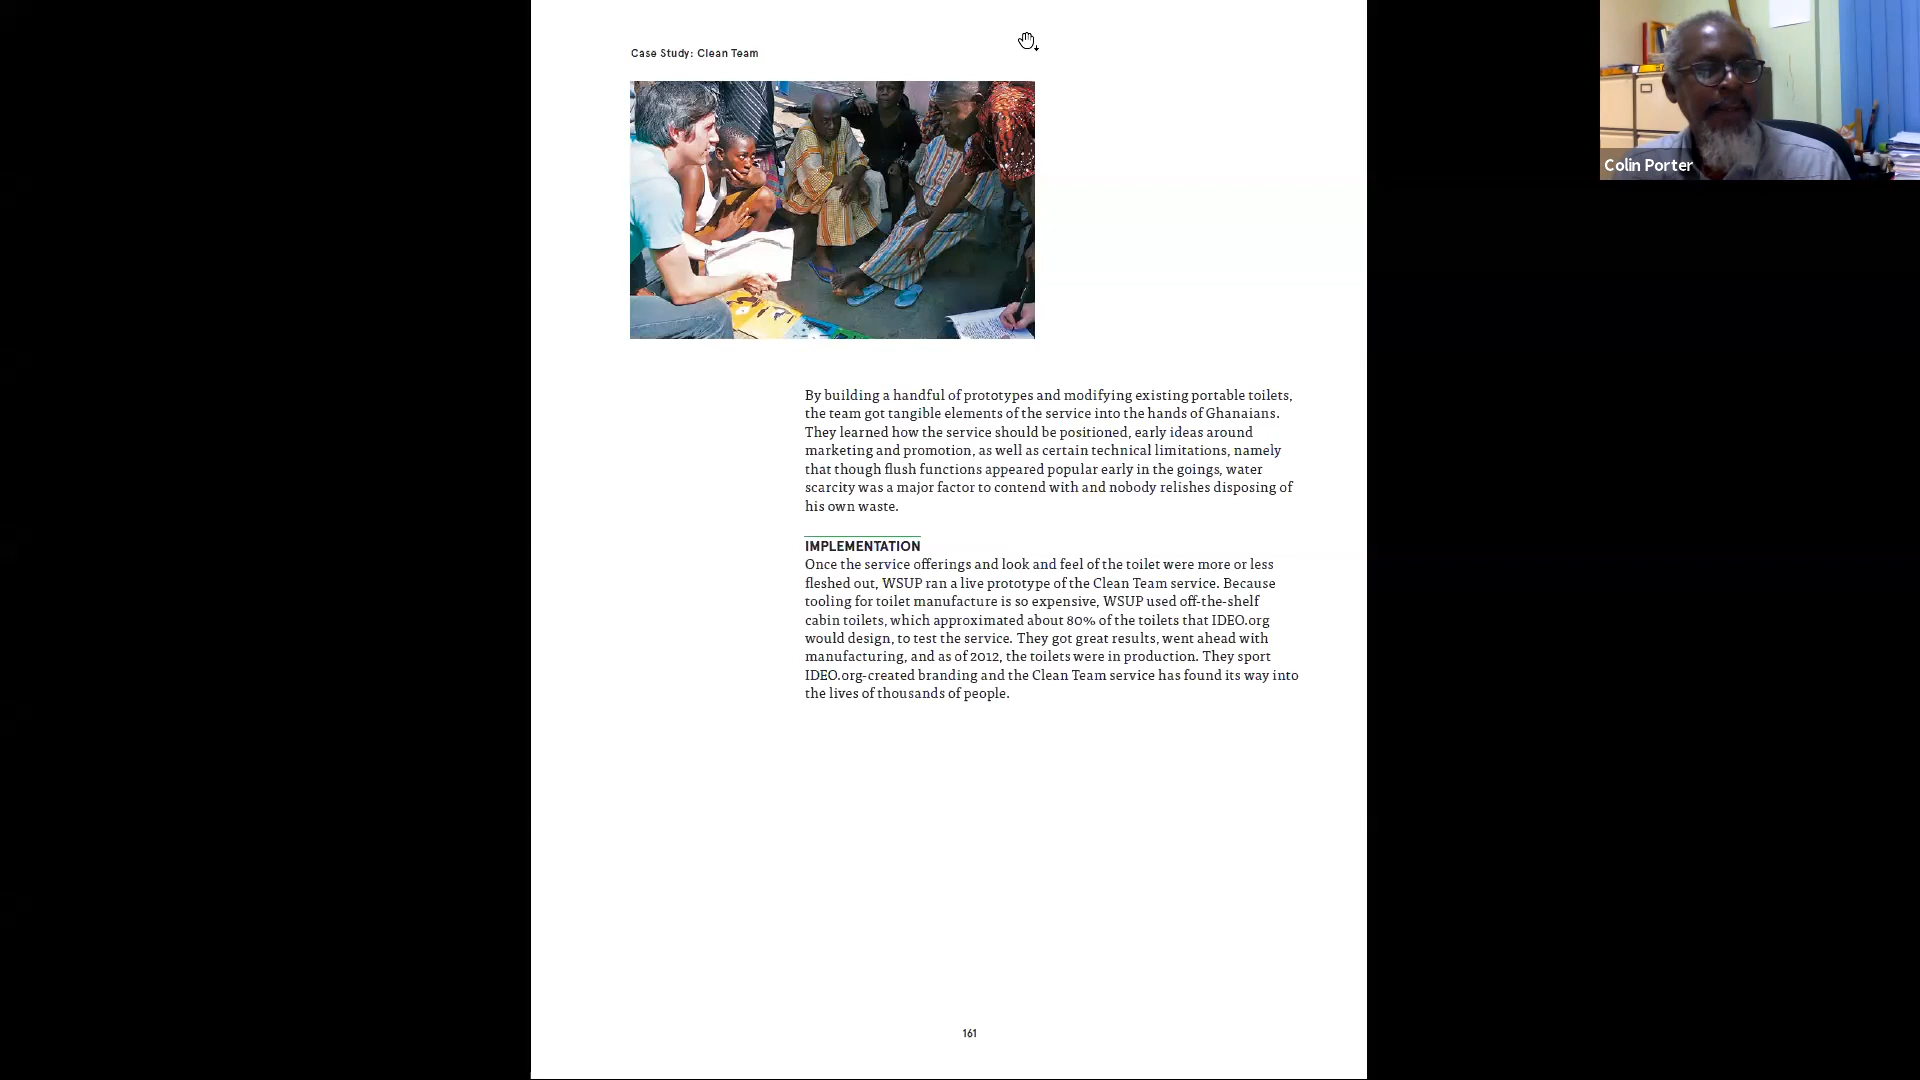 Case Study: Clean Team
Colin Porter
By building a handful of prototypes and modifying existing portable toilets,
the team got tangible elements of the service into the hands of Ghanaians.
They learned how the service should be positioned, early ideas around
marketing and promotion, as well as certain technical limitations, namely
that though flush functions appeared popular early in the goings, water
scarcity was a major factor to contend with and nobody relishes disposing of
his own waste.
IMPLEMENTATION
Once the service offerings and look and feel of the toilet were more or less
fleshed out, WSUP ran a live prototype of the Clean Team service. Because
tooling for toilet manufacture is so expensive, WSUP used off-the-shelf
cabin toilets, which approximated about 80% of the toilets that IDEO.org
would design, to test the service. They got great results, went ahead with
manufacturing, and as of 2012, the toilets were in production. They sport
IDEO.org-created branding and the Clean Team service has found its way into
the lives of thousands of people.
161